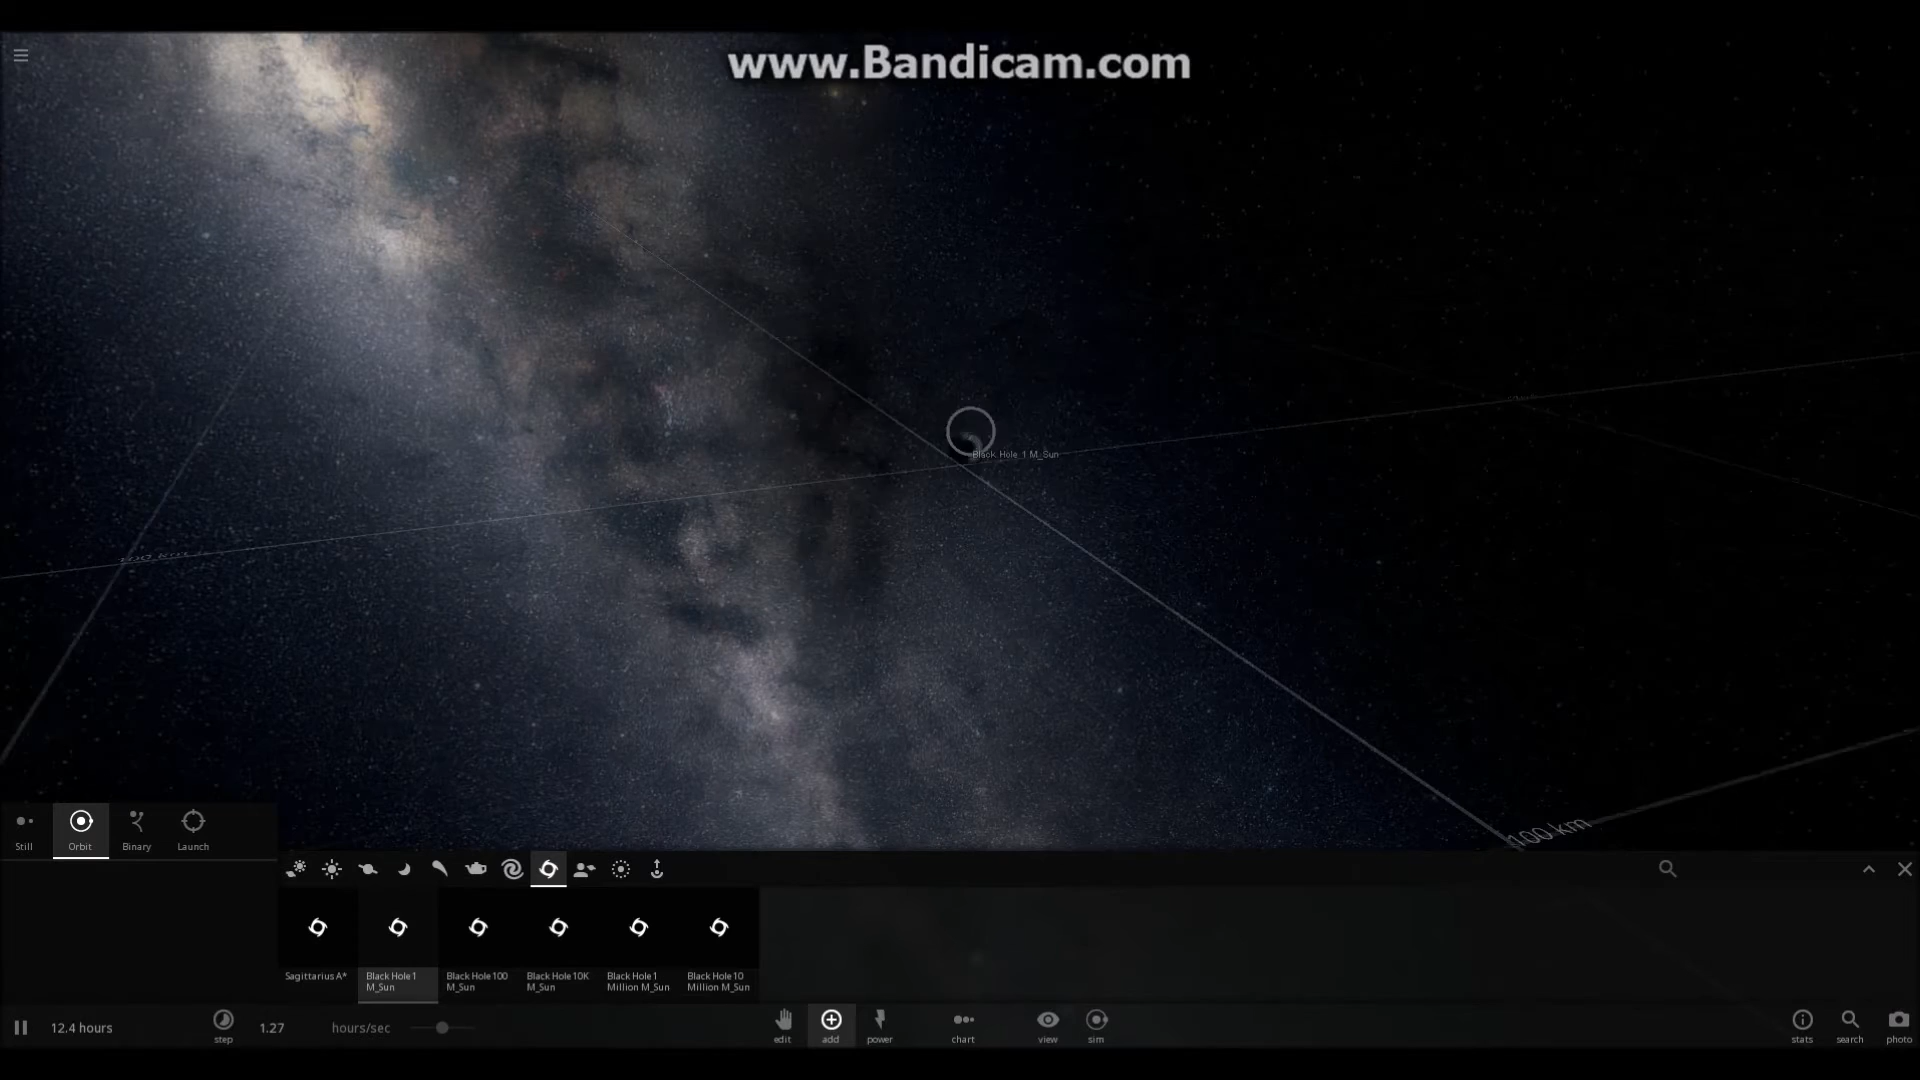 www.Bandicam.com
Black Hole 1 M_Sun
100 km
100 km
Still
Orbit
Binary
Launch
Sagittarius A*
Black Hole 1
M_Sun
Black Hole 100
M_Sun
Black Hole 10K
M_Sun
Black Hole 1
Million M_Sun
Black Hole 10
Million M_Sun
12.4 hours
step
1.27
hours/sec
edit
add
power
chart
view
sim
stats
search
photo